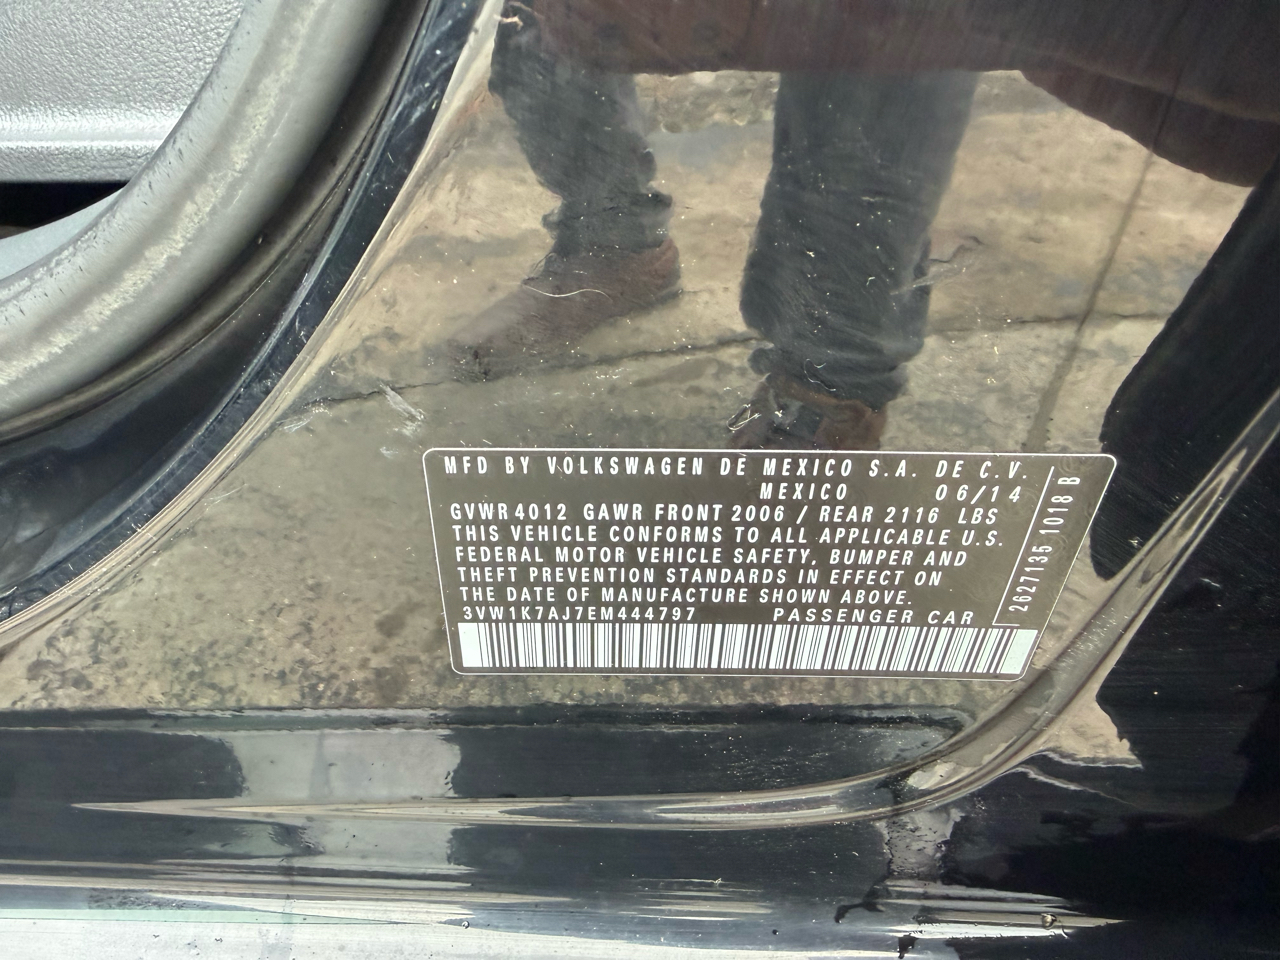 MFD BY VOLKSWAGEN DE MEXICO S.A. DE C.V.
MEXICO 06/14
GVWR 4012 GAWR FRONT 2006 / REAR 2116 LBS
THIS VEHICLE CONFORMS TO ALL APPLICABLE U.S.
FEDERAL MOTOR VEHICLE SAFETY, BUMPER AND
THEFT PREVENTION STANDARDS IN EFFECT ON
THE DATE OF MANUFACTURE SHOWN ABOVE.
3VW1K7AJ7EM444797 PASSENGER CAR
2627135 1018 B